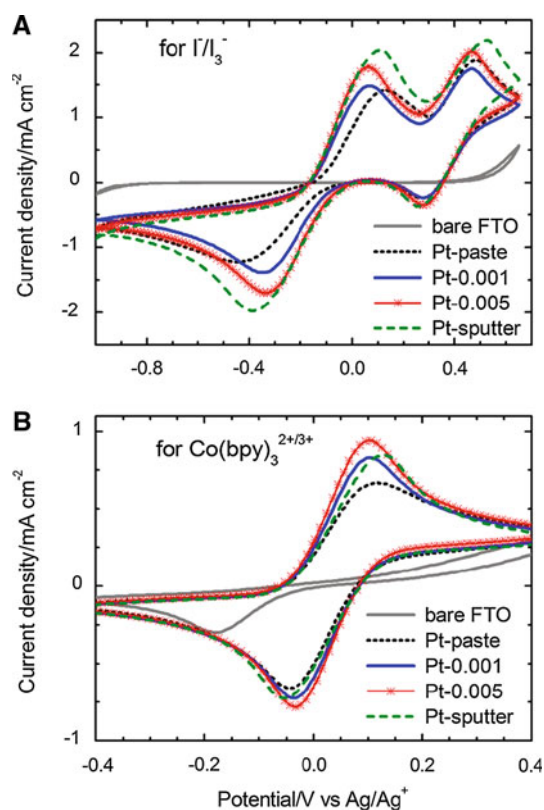 A
for I⁻/I₃⁻
Current density/mA cm⁻²
2
1
0
-1
-2
bare FTO
Pt-paste
Pt-0.001
Pt-0.005
Pt-sputter
-0.8
-0.4
0.0
0.4
B
for Co(bpy)₃²⁺/³⁺
Current density/mA cm⁻²
1
0
-1
bare FTO
Pt-paste
Pt-0.001
Pt-0.005
Pt-sputter
-0.4
-0.2
0.0
0.2
0.4
Potential/V vs Ag/Ag⁺